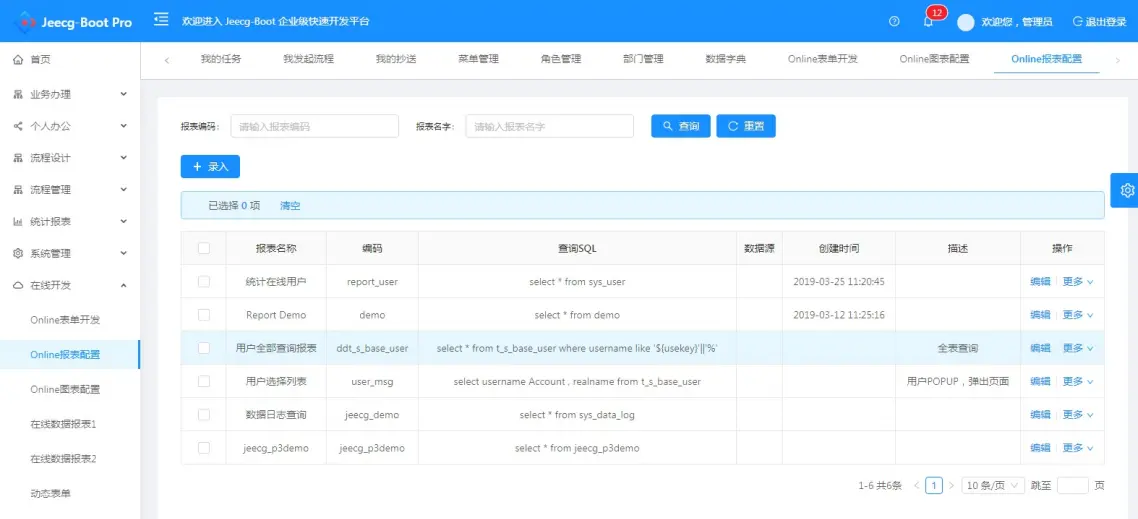 Jeecg-Boot Pro 欢迎进入 Jeecg-Boot 企业级快速开发平台 12 欢迎您，管理员 退出登录
首页 我的任务 我发起流程 我的抄送 菜单管理 角色管理 部门管理 数据字典 Online表单开发 Online图表配置 Online报表配置
业务办理
个人办公
流程设计
流程管理
统计报表
系统管理
在线开发
Online表单开发
Online报表配置
Online图表配置
在线数据报表1
在线数据报表2
动态表单
报表编码： 请输入报表编码 报表名字： 请输入报表名字 查询 重置
+ 录入
已选择 0 项 清空
报表名称 编码 查询SQL 数据源 创建时间 描述 操作
统计在线用户 report_user select * from sys_user 2019-03-25 11:20:45 编辑 更多
Report Demo demo select * from demo 2019-03-12 11:25:16 编辑 更多
用户全部查询报表 ddt_s_base_user select * from t_s_base_user where username like '${usekey}'||'%' 全表查询 编辑 更多
用户选择列表 user_msg select username Account , realname from t_s_base_user 用户POPUP，弹出页面 编辑 更多
数据日志查询 jeecg_demo select * from sys_data_log 编辑 更多
jeecg_p3demo jeecg_p3demo select * from jeecg_p3demo 编辑 更多
1-6 共6条 < 1 > 10 条/页 跳至 页